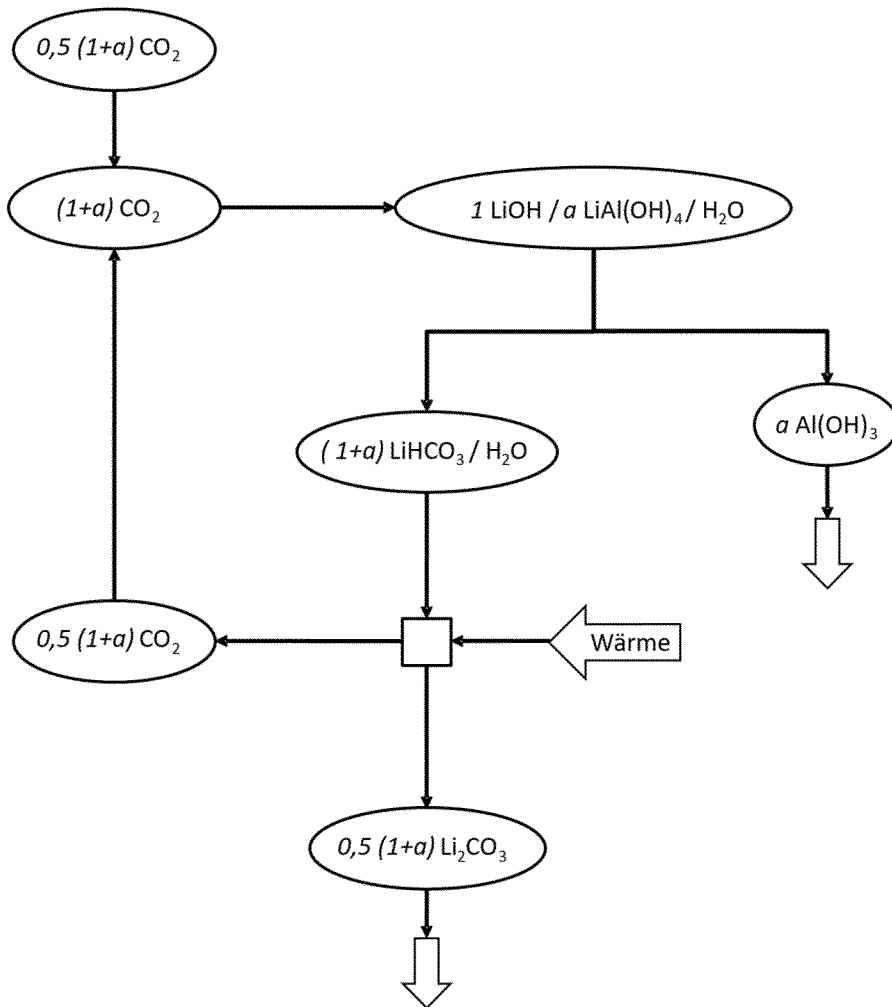 0,5 (1+a) CO₂
(1+a) CO₂
1 LiOH / a LiAl(OH)₄ / H₂O
a Al(OH)₃
( 1+a) LiHCO₃ / H₂O
0,5 (1+a) CO₂
Wärme
0,5 (1+a) Li₂CO₃